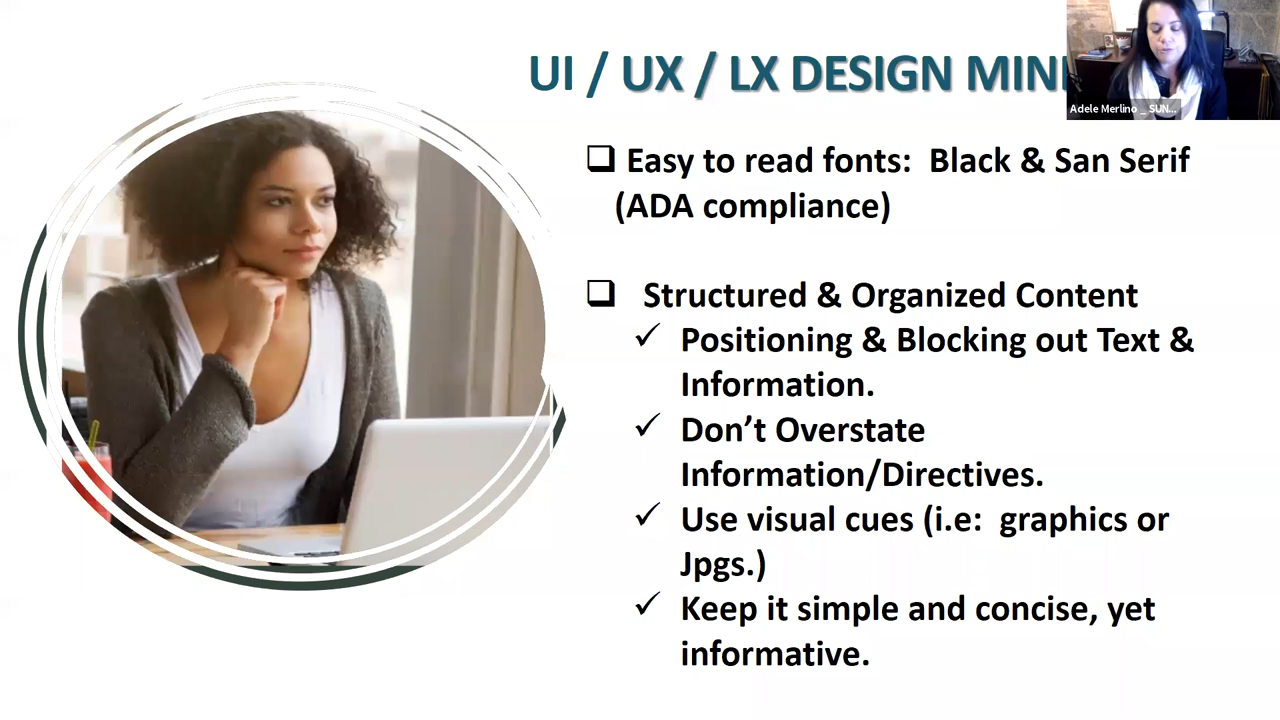 UI / UX / LX DESIGN
Adele Merlino _ SUN...
Easy to read fonts: Black & San Serif
(ADA compliance)
Structured & Organized Content
Positioning & Blocking out Text &
Information.
Don’t Overstate
Information/Directives.
Use visual cues (i.e: graphics or
Jpgs.)
Keep it simple and concise, yet
informative.